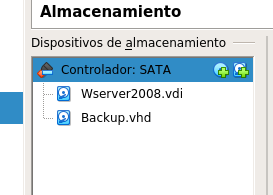 Almacenamiento
Dispositivos de almacenamiento
Controlador: SATA
Wserver2008.vdi
Backup.vhd